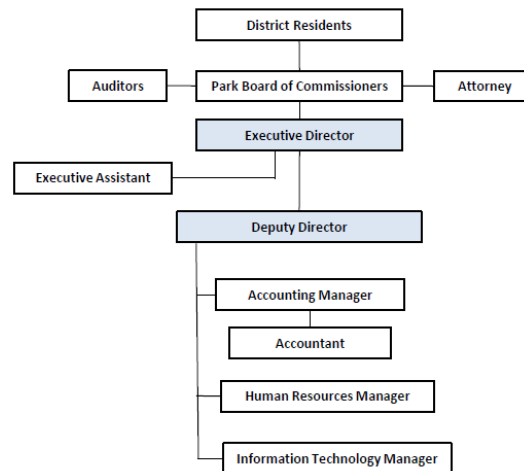 District Residents
Auditors
Park Board of Commissioners
Attorney
Executive Director
Executive Assistant
Deputy Director
Accounting Manager
Accountant
Human Resources Manager
Information Technology Manager